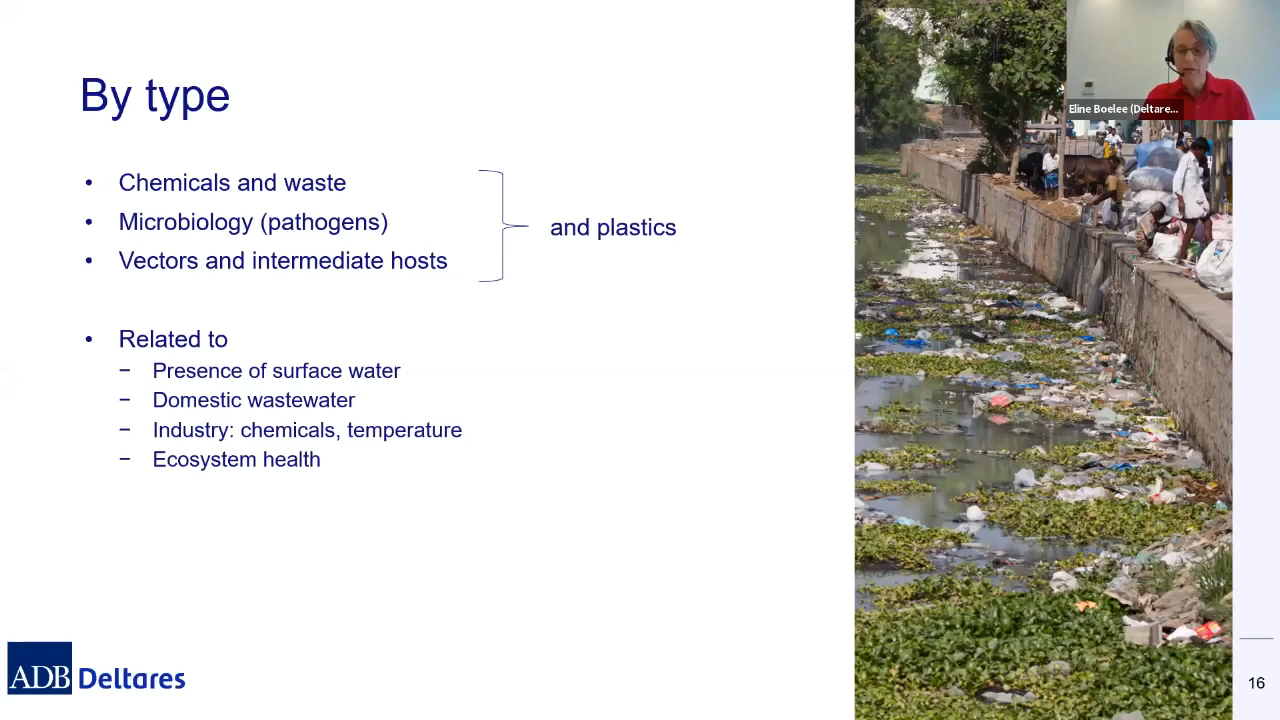 By type
• Chemicals and waste
• Microbiology (pathogens)
• Vectors and intermediate hosts
and plastics
• Related to
− Presence of surface water
− Domestic wastewater
− Industry: chemicals, temperature
− Ecosystem health
Eline Boelee (Deltare...
ADB Deltares
16